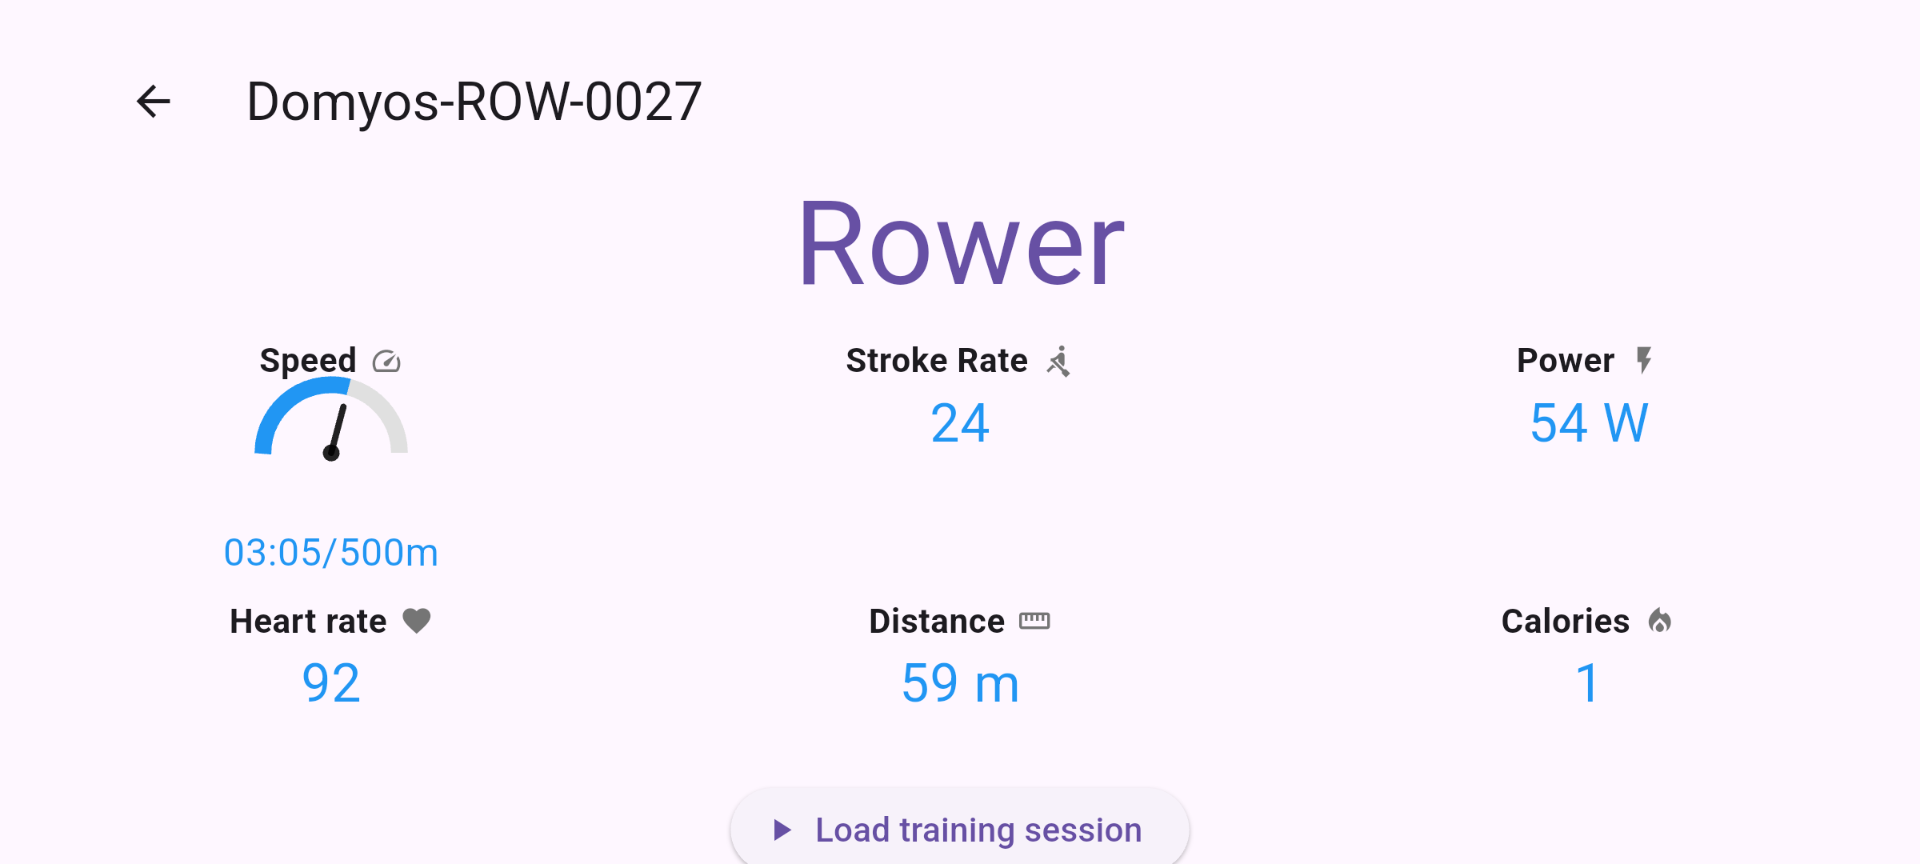 Domyos-ROW-0027
Rower
Speed
Stroke Rate
Power
24
54 W
03:05/500m
Heart rate
Distance
Calories
92
59 m
1
Load training session